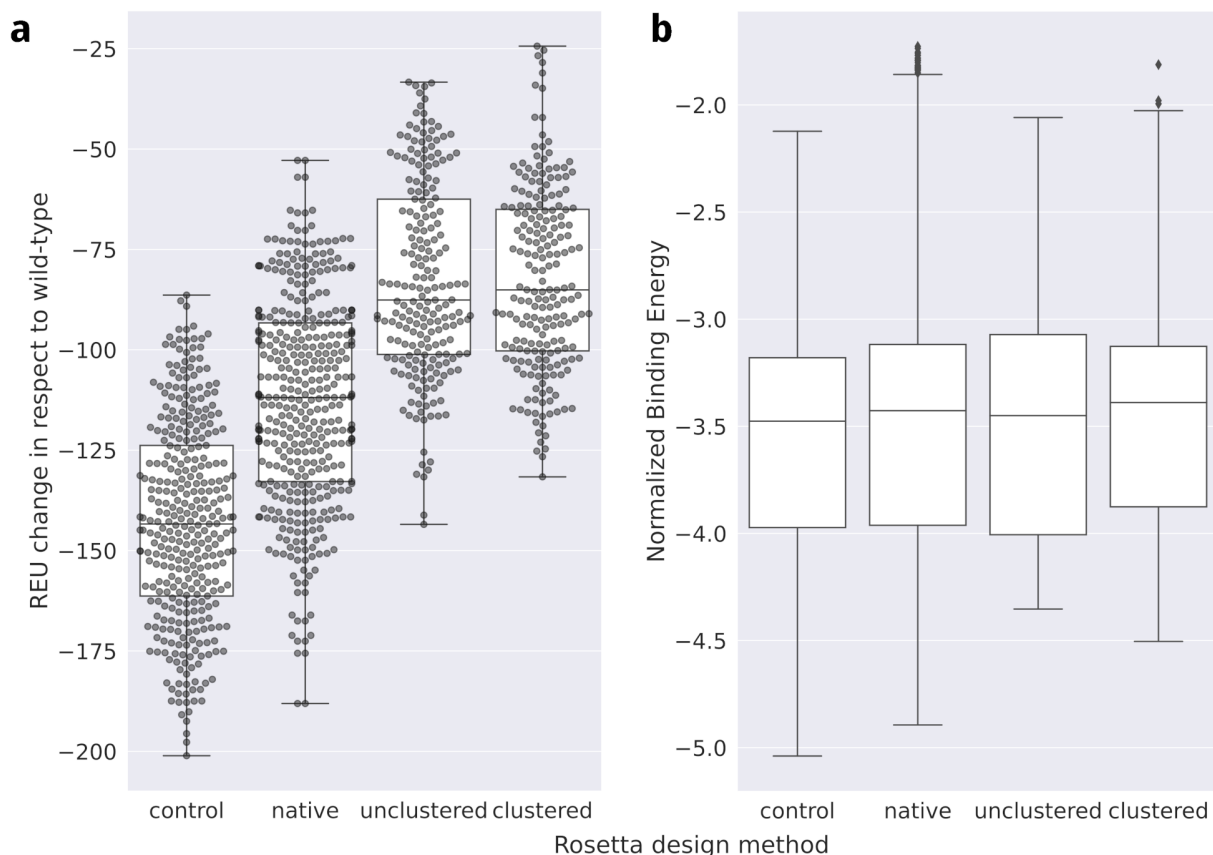 a
REU change in respect to wild-type
−25
−50
−75
−100
−125
−150
−175
−200
control native unclustered clustered
b
Normalized Binding Energy
−2.0
−2.5
−3.0
−3.5
−4.0
−4.5
−5.0
control native unclustered clustered
Rosetta design method